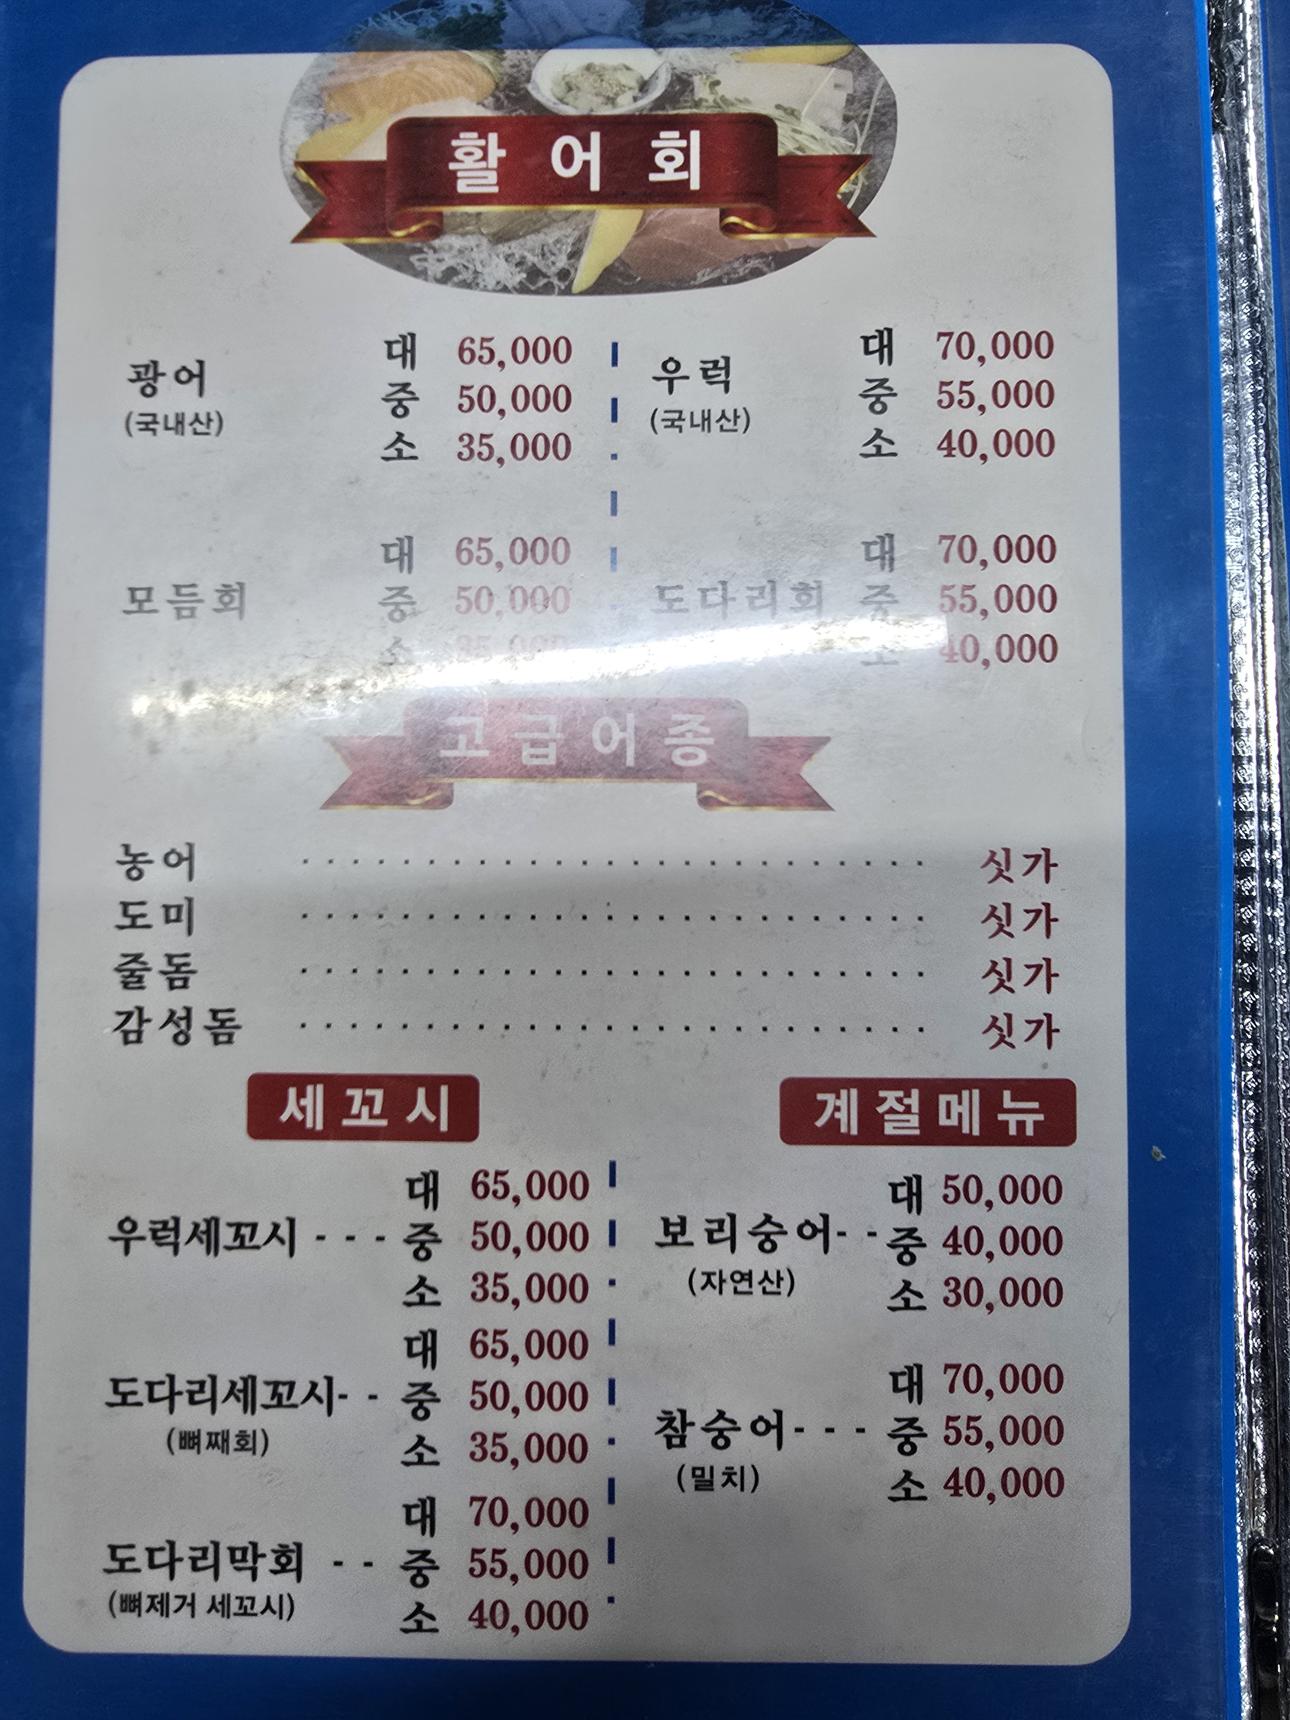 활어회
광어 (국내산)
대 65,000
중 50,000
소 35,000
우럭 (국내산)
대 70,000
중 55,000
소 40,000
모듬회
대 65,000
중 50,000
소 35,000
도다리회
대 70,000
중 55,000
소 40,000
고급어종
농어 싯가
도미 싯가
줄돔 싯가
감성돔 싯가
세꼬시
우럭세꼬시
대 65,000
중 50,000
소 35,000
도다리세꼬시 (뼈째회)
대 65,000
중 50,000
소 35,000
도다리막회 (뼈제거 세꼬시)
대 70,000
중 55,000
소 40,000
계절메뉴
보리숭어 (자연산)
대 50,000
중 40,000
소 30,000
참숭어 (밀치)
대 70,000
중 55,000
소 40,000